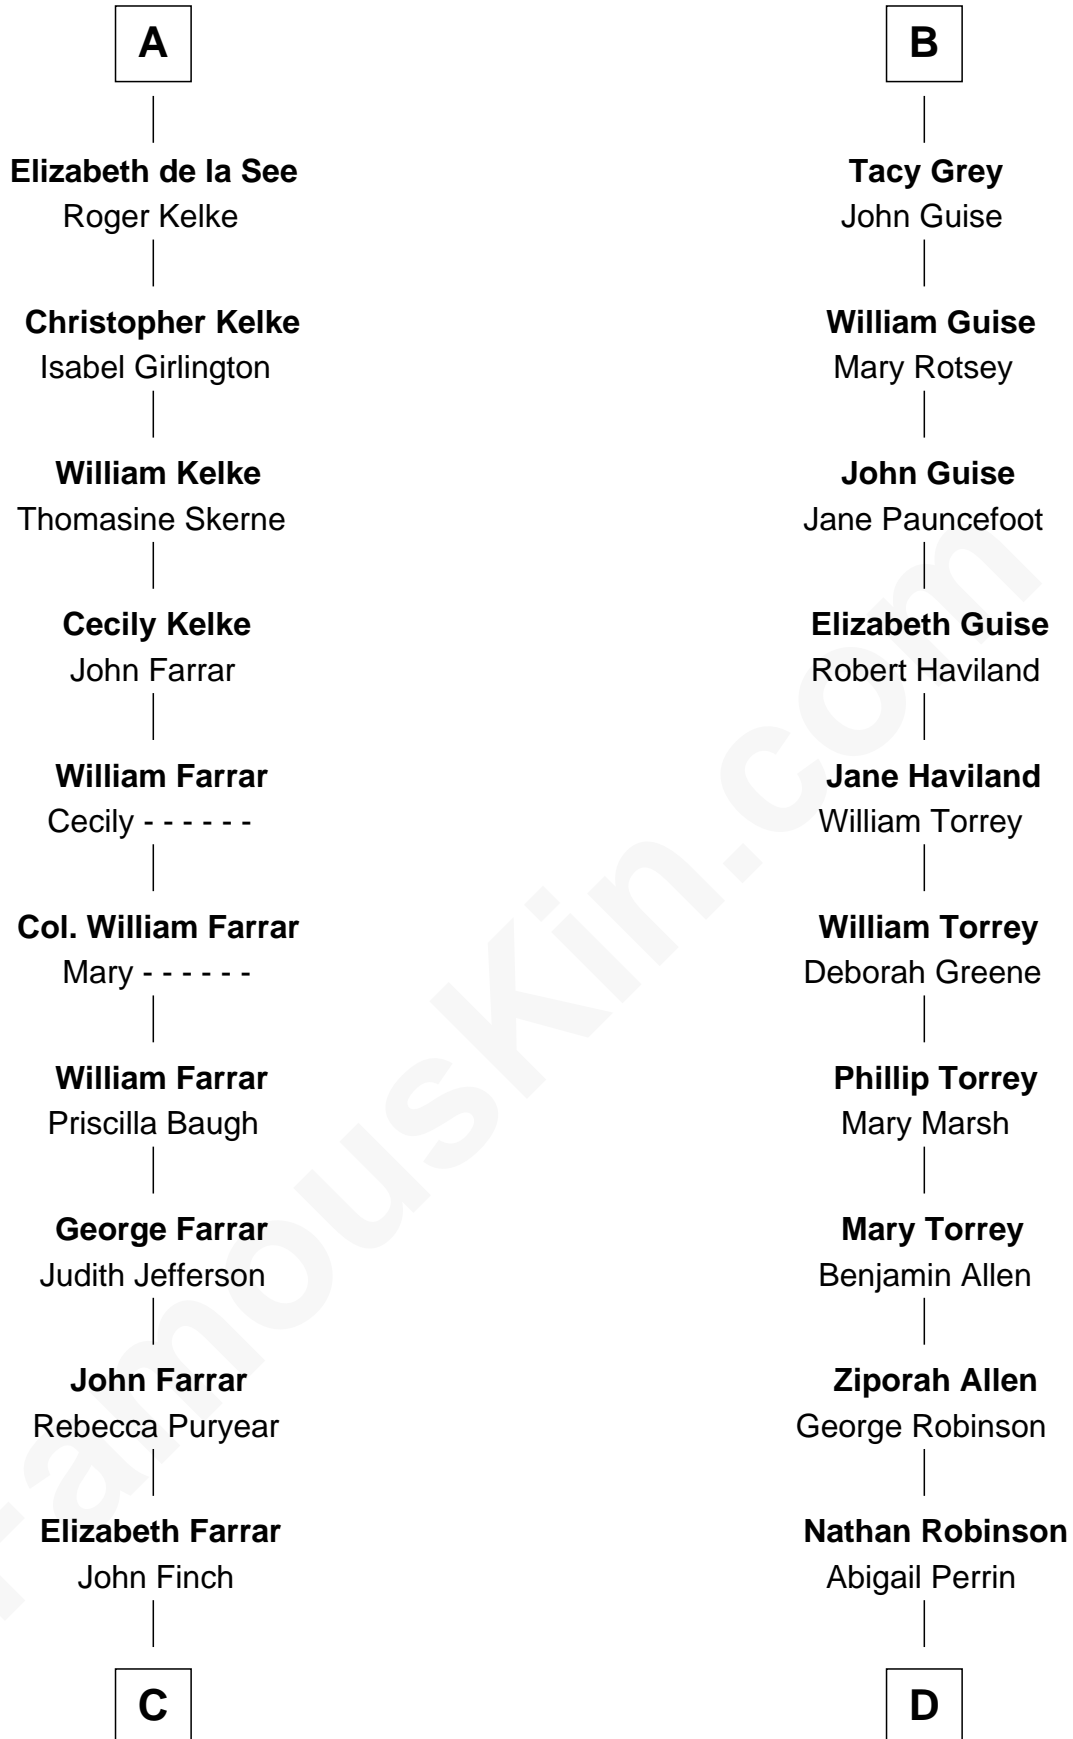 A
Elizabeth de la See
Roger Kelke
Christopher Kelke
Isabel Girlington
William Kelke
Thomasine Skerne
Cecily Kelke
John Farrar
William Farrar
Cecily - - - - - -
Col. William Farrar
Mary - - - - - -
William Farrar
Priscilla Baugh
George Farrar
Judith Jefferson
John Farrar
Rebecca Puryear
Elizabeth Farrar
John Finch
C
B
Tacy Grey
John Guise
William Guise
Mary Rotsey
John Guise
Jane Pauncefoot
Elizabeth Guise
Robert Haviland
Jane Haviland
William Torrey
William Torrey
Deborah Greene
Phillip Torrey
Mary Marsh
Mary Torrey
Benjamin Allen
Ziporah Allen
George Robinson
Nathan Robinson
Abigail Perrin
D
FamousKin.com